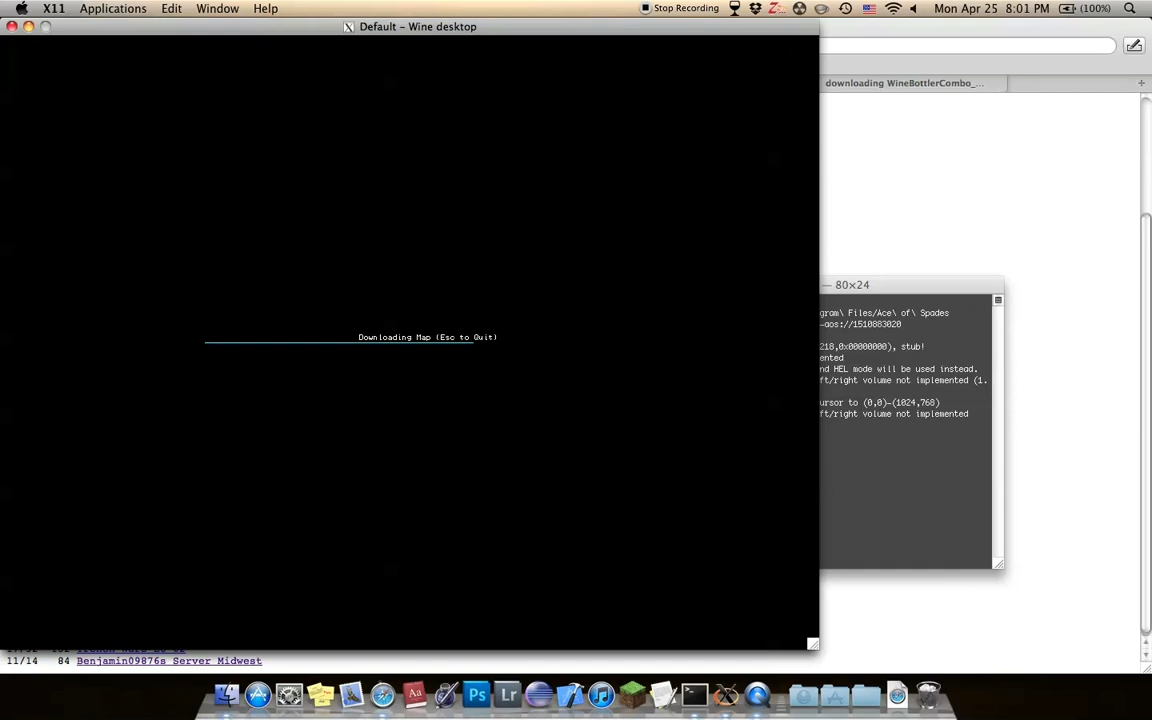 X11 Applications Edit Window Help Stop Recording Mon Apr 25 8:01 PM (100%)
Default – Wine desktop
downloading WineBottlerCombo_...
Downloading Map (Esc to Quit)
— 80×24
gram\ Files/Ace\ of\ Spades
-aos://1510883020
218,0x00000000), stub!
ented
nd HEL mode will be used instead.
ft/right volume not implemented (1.
ursor to (0,0)-(1024,768)
ft/right volume not implemented
11/14 84 Benjamin09876s Server Midwest
Aa Ps Lr